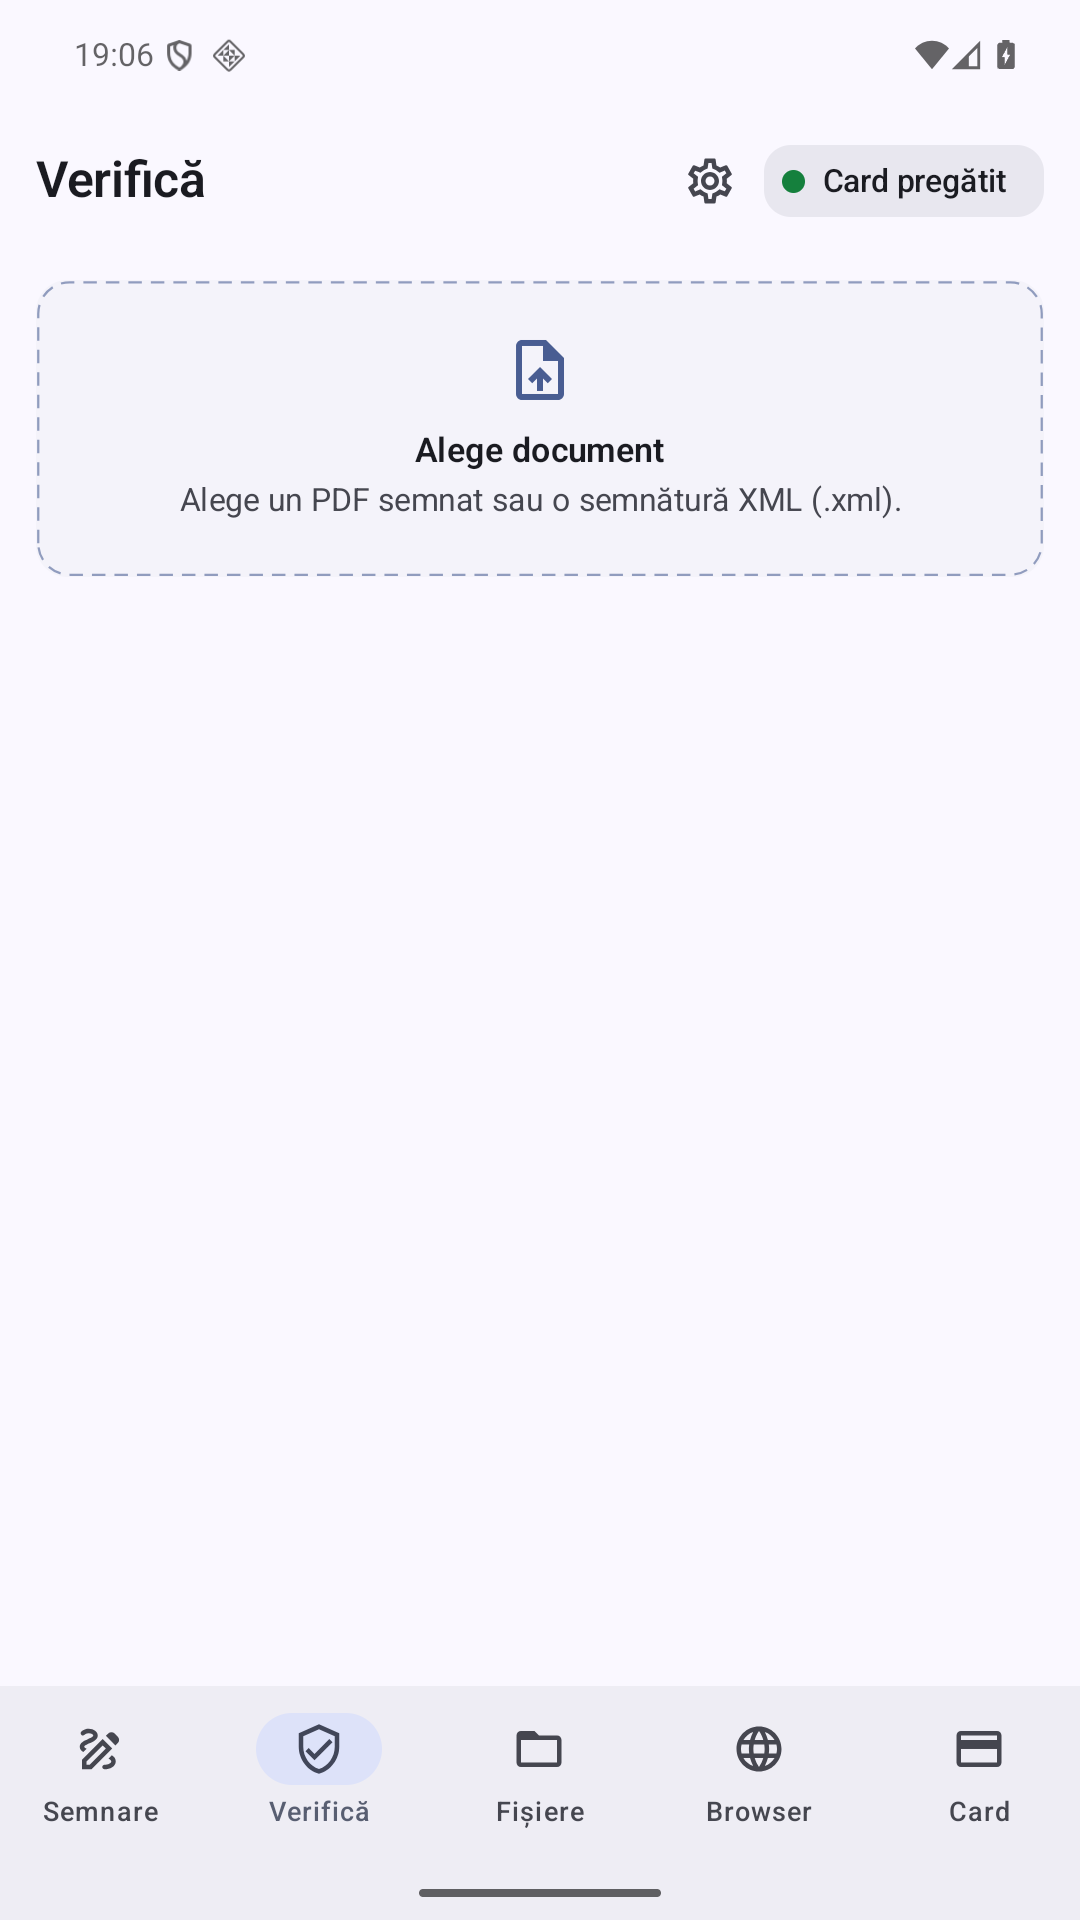 19:06
Verifică
Card pregătit
Alege document
Alege un PDF semnat sau o semnătură XML (.xml).
Semnare
Verifică
Fișiere
Browser
Card